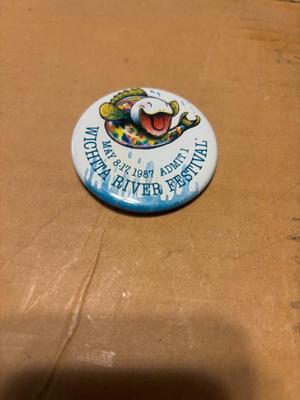 MAY 8-17, 1987 ADMIT 1
WICHITA RIVER FESTIVAL